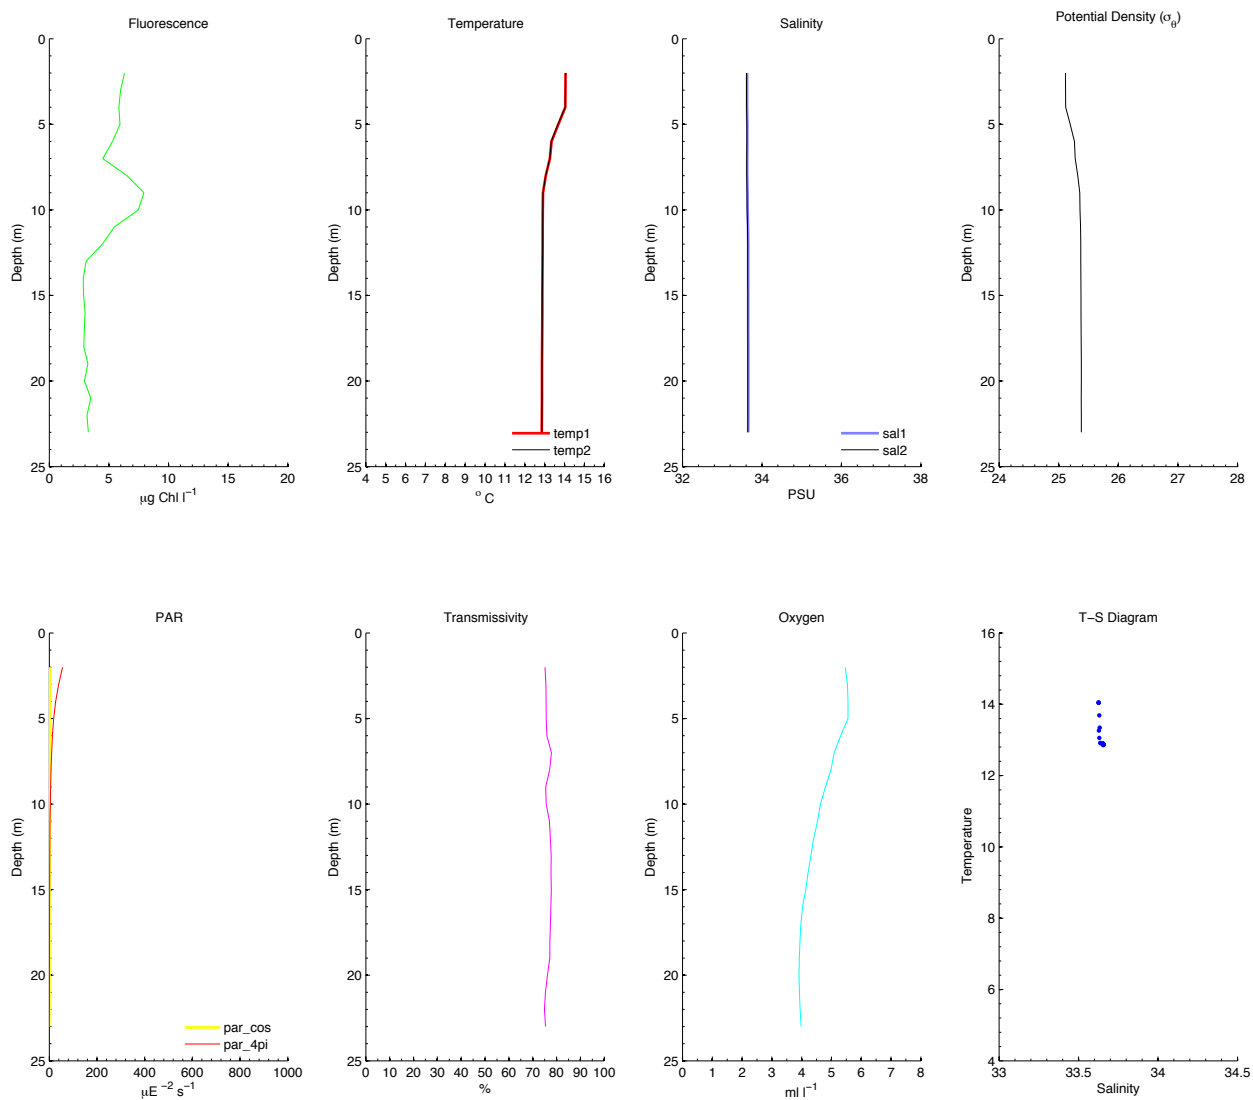 Fluorescence
0
5
10
15
20
25
Depth (m)
0 5 10 15 20
μg Chl l⁻¹
Temperature
0
5
10
15
20
25
Depth (m)
temp1
temp2
4 5 6 7 8 9 10 11 12 13 14 15 16
° C
Salinity
0
5
10
15
20
25
Depth (m)
sal1
sal2
32 34 36 38
PSU
Potential Density (σθ)
0
5
10
15
20
25
Depth (m)
24 25 26 27 28
PAR
0
5
10
15
20
25
Depth (m)
par_cos
par_4pi
0 200 400 600 800 1000
μE ⁻² s⁻¹
Transmissivity
0
5
10
15
20
25
Depth (m)
0 10 20 30 40 50 60 70 80 90 100
%
Oxygen
0
5
10
15
20
25
Depth (m)
0 1 2 3 4 5 6 7 8
ml l⁻¹
T−S Diagram
16
14
12
10
8
6
4
Temperature
33 33.5 34 34.5
Salinity